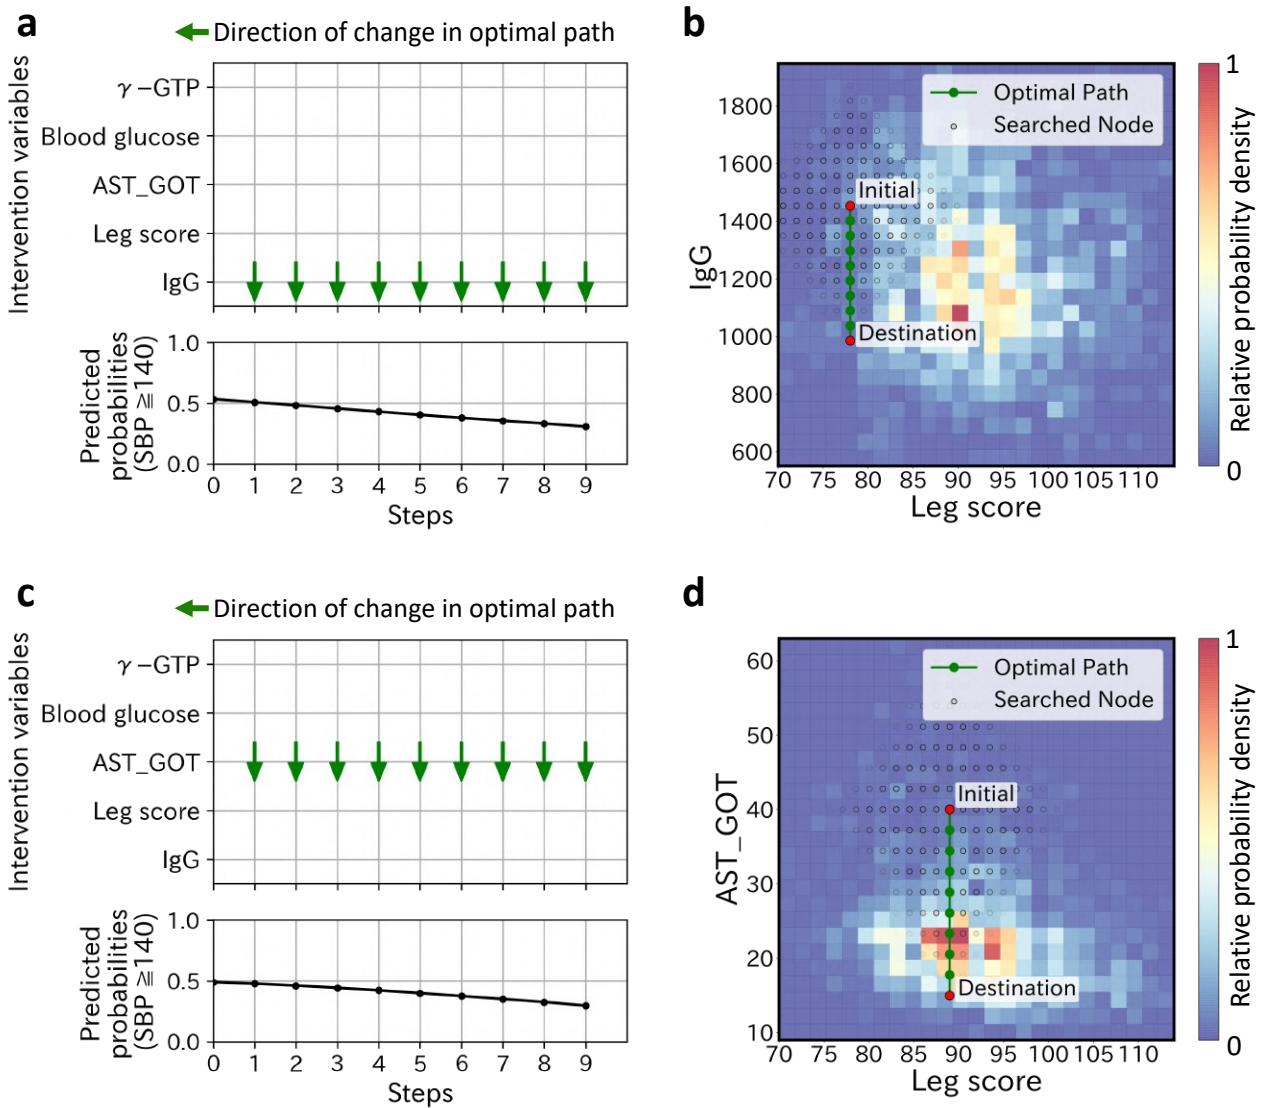 a
Direction of change in optimal path
Intervention variables
γ −GTP
Blood glucose
AST_GOT
Leg score
IgG
Predicted
probabilities
(SBP ≧140)
1.0
0.5
0.0
0 1 2 3 4 5 6 7 8 9
Steps
b
IgG
1800
1600
1400
1200
1000
800
600
Optimal Path
Searched Node
Initial
Destination
70 75 80 85 90 95 100 105 110
Leg score
1
Relative probability density
0
c
Direction of change in optimal path
Intervention variables
γ −GTP
Blood glucose
AST_GOT
Leg score
IgG
Predicted
probabilities
(SBP ≧140)
1.0
0.5
0.0
0 1 2 3 4 5 6 7 8 9
Steps
d
AST_GOT
60
50
40
30
20
10
Optimal Path
Searched Node
Initial
Destination
70 75 80 85 90 95 100 105 110
Leg score
1
Relative probability density
0